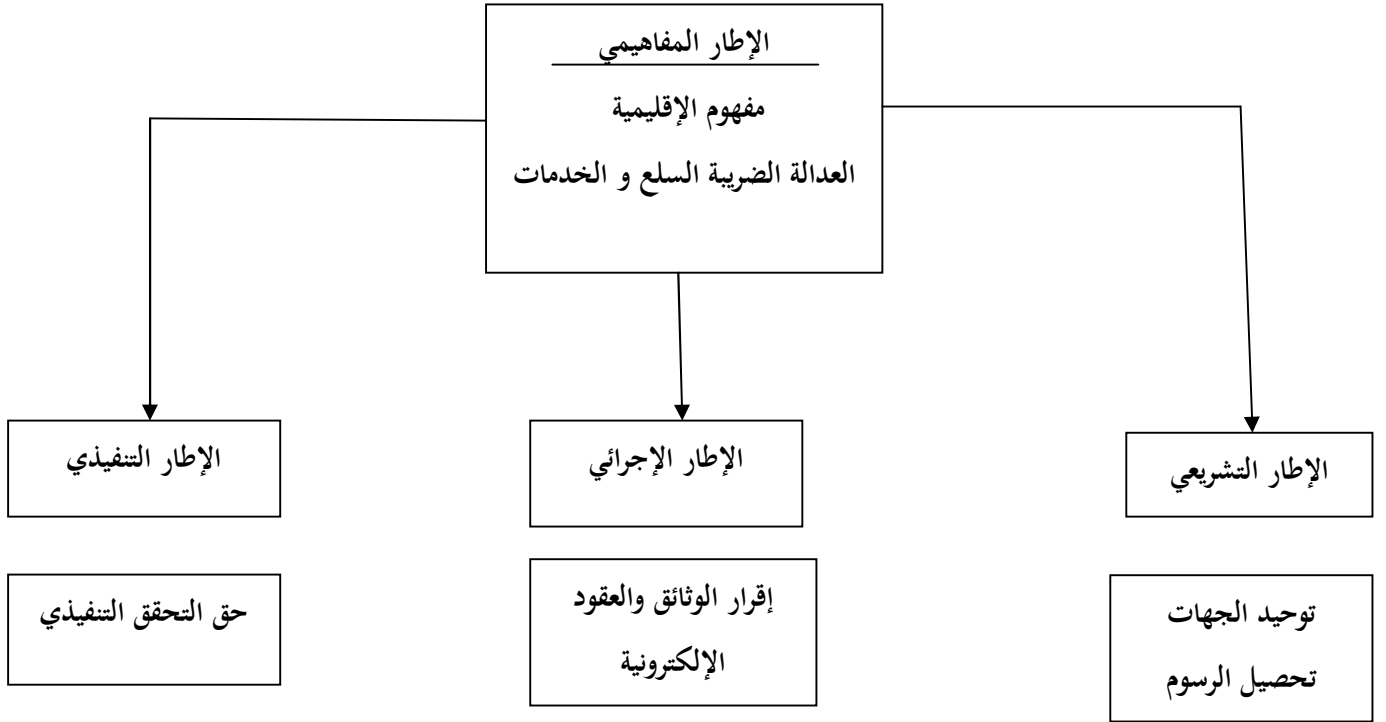 الإطار المفاهيمي
مفهوم الإقليمية
العدالة الضريبة السلع و الخدمات
الإطار التشريعي
الإطار الإجرائي
الإطار التنفيذي
توحيد الجهات
تحصيل الرسوم
إقرار الوثائق والعقود
الإلكترونية
حق التحقق التنفيذي